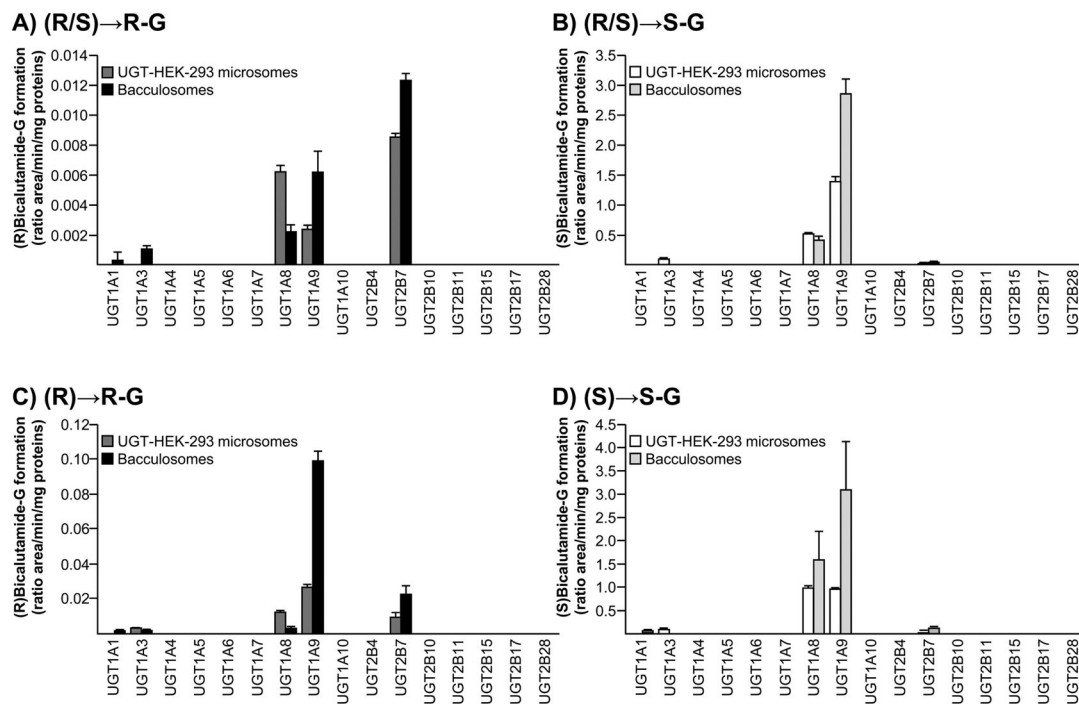 A) (R/S)→R-G
(R)Bicalutamide-G formation
(ratio area/min/mg proteins)
0.014
0.012
0.010
0.008
0.006
0.004
0.002
UGT-HEK-293 microsomes
Bacculosomes
UGT1A1
UGT1A3
UGT1A4
UGT1A5
UGT1A6
UGT1A7
UGT1A8
UGT1A9
UGT1A10
UGT2B4
UGT2B7
UGT2B10
UGT2B11
UGT2B15
UGT2B17
UGT2B28
B) (R/S)→S-G
(S)Bicalutamide-G formation
(ratio area/min/mg proteins)
3.5
3.0
2.5
2.0
1.5
1.0
0.5
UGT-HEK-293 microsomes
Bacculosomes
UGT1A1
UGT1A3
UGT1A4
UGT1A5
UGT1A6
UGT1A7
UGT1A8
UGT1A9
UGT1A10
UGT2B4
UGT2B7
UGT2B10
UGT2B11
UGT2B15
UGT2B17
UGT2B28
C) (R)→R-G
(R)Bicalutamide-G formation
(ratio area/min/mg proteins)
0.12
0.10
0.08
0.06
0.04
0.02
UGT-HEK-293 microsomes
Bacculosomes
UGT1A1
UGT1A3
UGT1A4
UGT1A5
UGT1A6
UGT1A7
UGT1A8
UGT1A9
UGT1A10
UGT2B4
UGT2B7
UGT2B10
UGT2B11
UGT2B15
UGT2B17
UGT2B28
D) (S)→S-G
(S)Bicalutamide-G formation
(ratio area/min/mg proteins)
4.5
4.0
3.5
3.0
2.5
2.0
1.5
1.0
0.5
UGT-HEK-293 microsomes
Bacculosomes
UGT1A1
UGT1A3
UGT1A4
UGT1A5
UGT1A6
UGT1A7
UGT1A8
UGT1A9
UGT1A10
UGT2B4
UGT2B7
UGT2B10
UGT2B11
UGT2B15
UGT2B17
UGT2B28